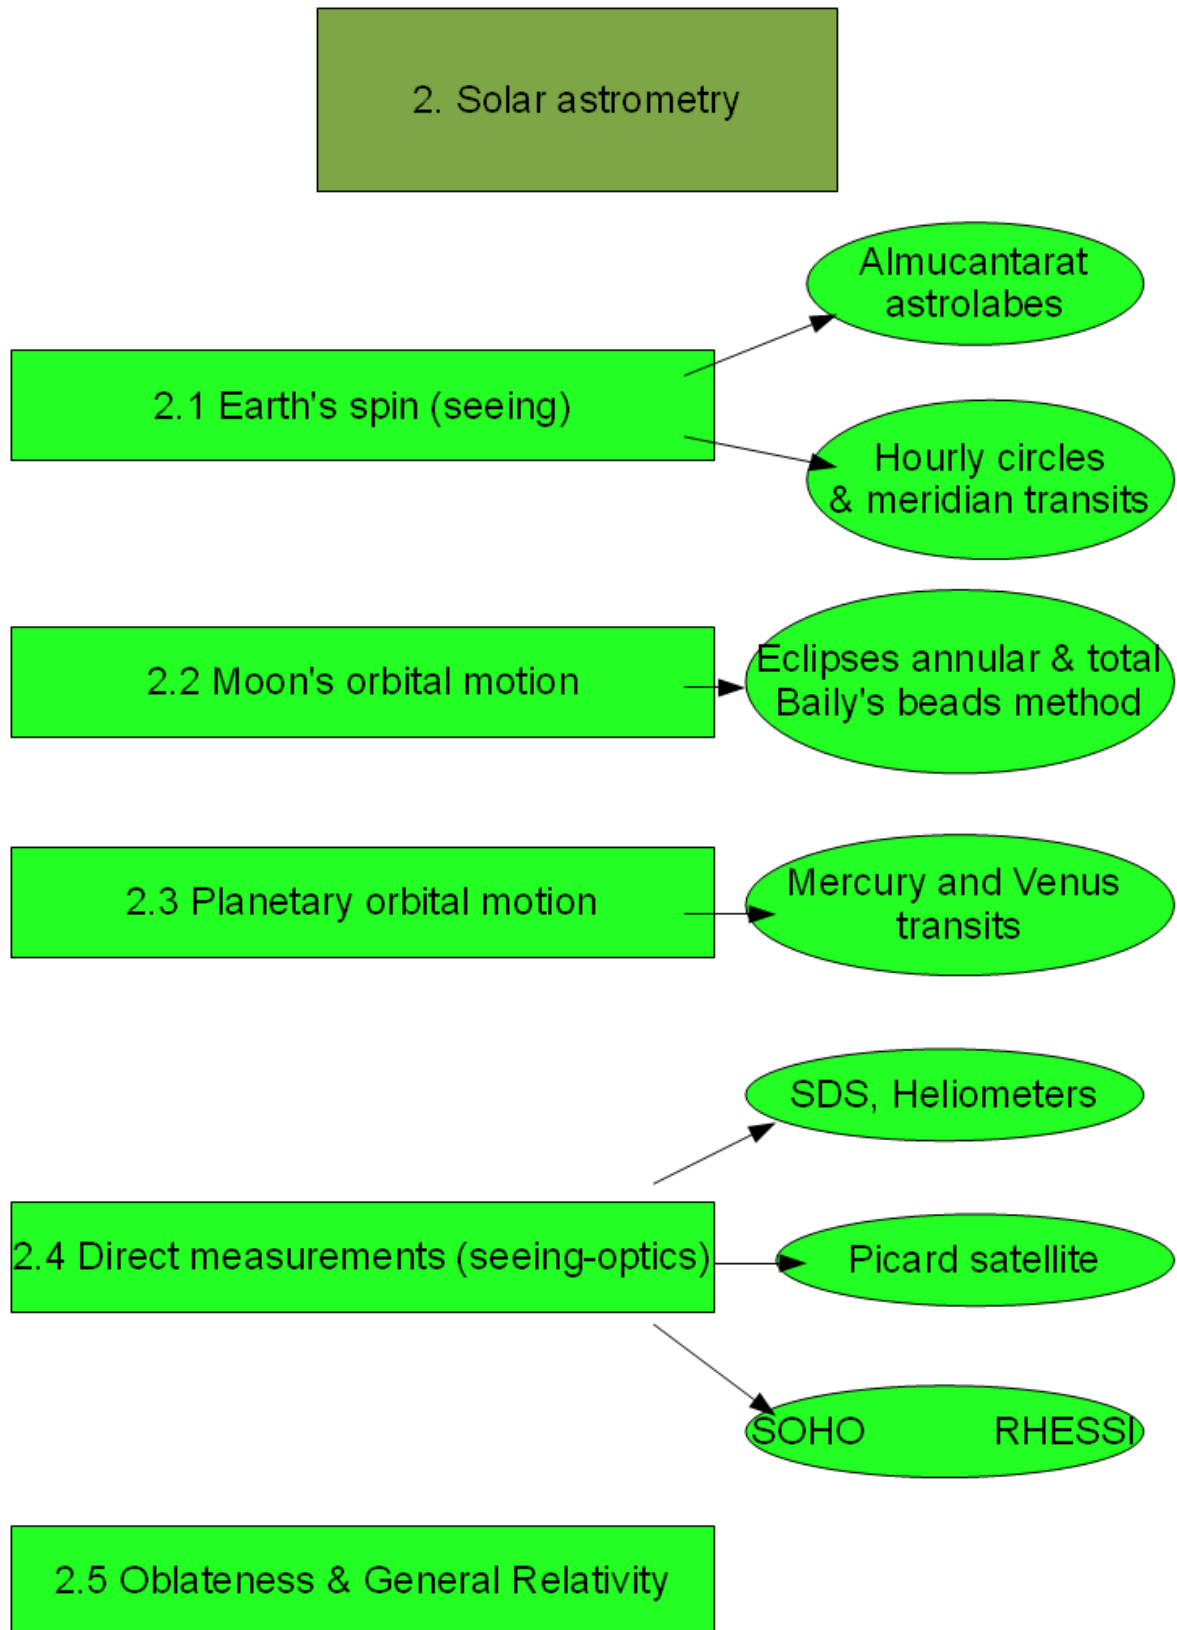 2. Solar astrometry
Almucantarat
astrolabes
2.1 Earth's spin (seeing)
Hourly circles
& meridian transits
2.2 Moon's orbital motion
Eclipses annular & total
Baily's beads method
2.3 Planetary orbital motion
Mercury and Venus
transits
SDS, Heliometers
2.4 Direct measurements (seeing-optics)
Picard satellite
SOHO RHESSI
2.5 Oblateness & General Relativity